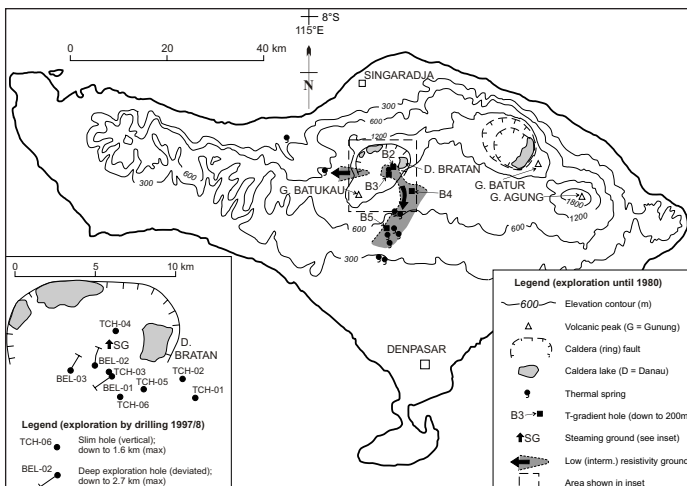 8°S
115°E
0 20 40 km
N
SINGARADJA
300
600
1200
300
600
300
B2
D. BRATAN
G. BATUR
G. AGUNG
1800
1200
G. BATUKAU
B3
B4
B5
600
600
300
600
300
DENPASAR
0 5 10 km
TCH-04
SG
D.
BRATAN
BEL-02
TCH-03
TCH-02
BEL-03
BEL-01
TCH-05
TCH-01
TCH-06
Legend (exploration by drilling 1997/8)
TCH-06 Slim hole (vertical);
down to 1.6 km (max)
BEL-02 Deep exploration hole (deviated);
down to 2.7 km (max)
Legend (exploration until 1980)
600 Elevation contour (m)
Volcanic peak (G = Gunung)
Caldera (ring) fault
Caldera lake (D = Danau)
Thermal spring
B3 T-gradient hole (down to 200m)
SG Steaming ground (see inset)
Low (interm.) resistivity ground
Area shown in inset